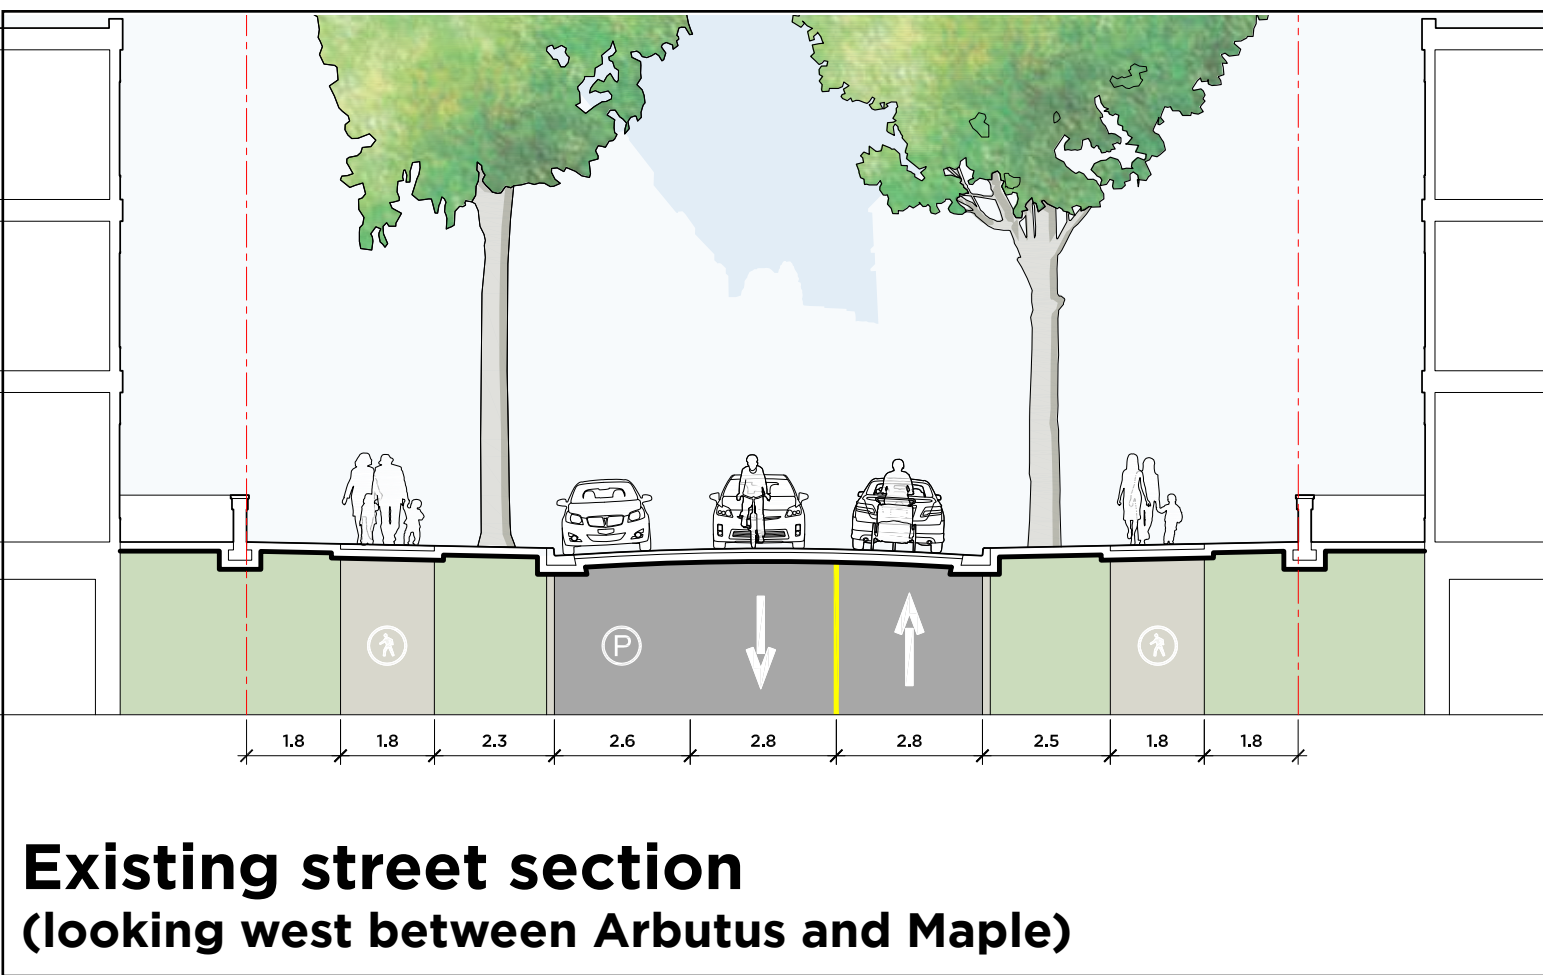 P
1.8 1.8 2.3 2.6 2.8 2.8 2.5 1.8 1.8
Existing street section
(looking west between Arbutus and Maple)